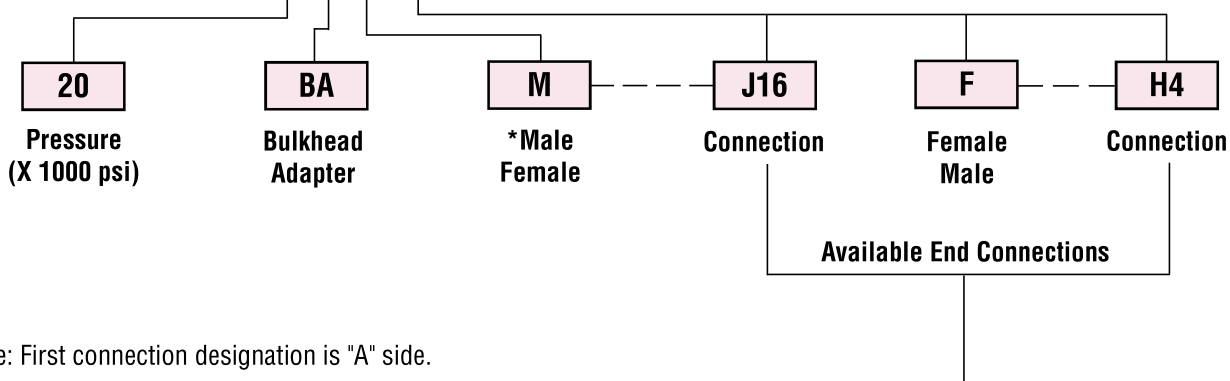 20 BA M J16 F H4
Pressure Bulkhead *Male Connection Female Connection
(X 1000 psi) Adapter Female Male
Available End Connections
e: First connection designation is "A" side.